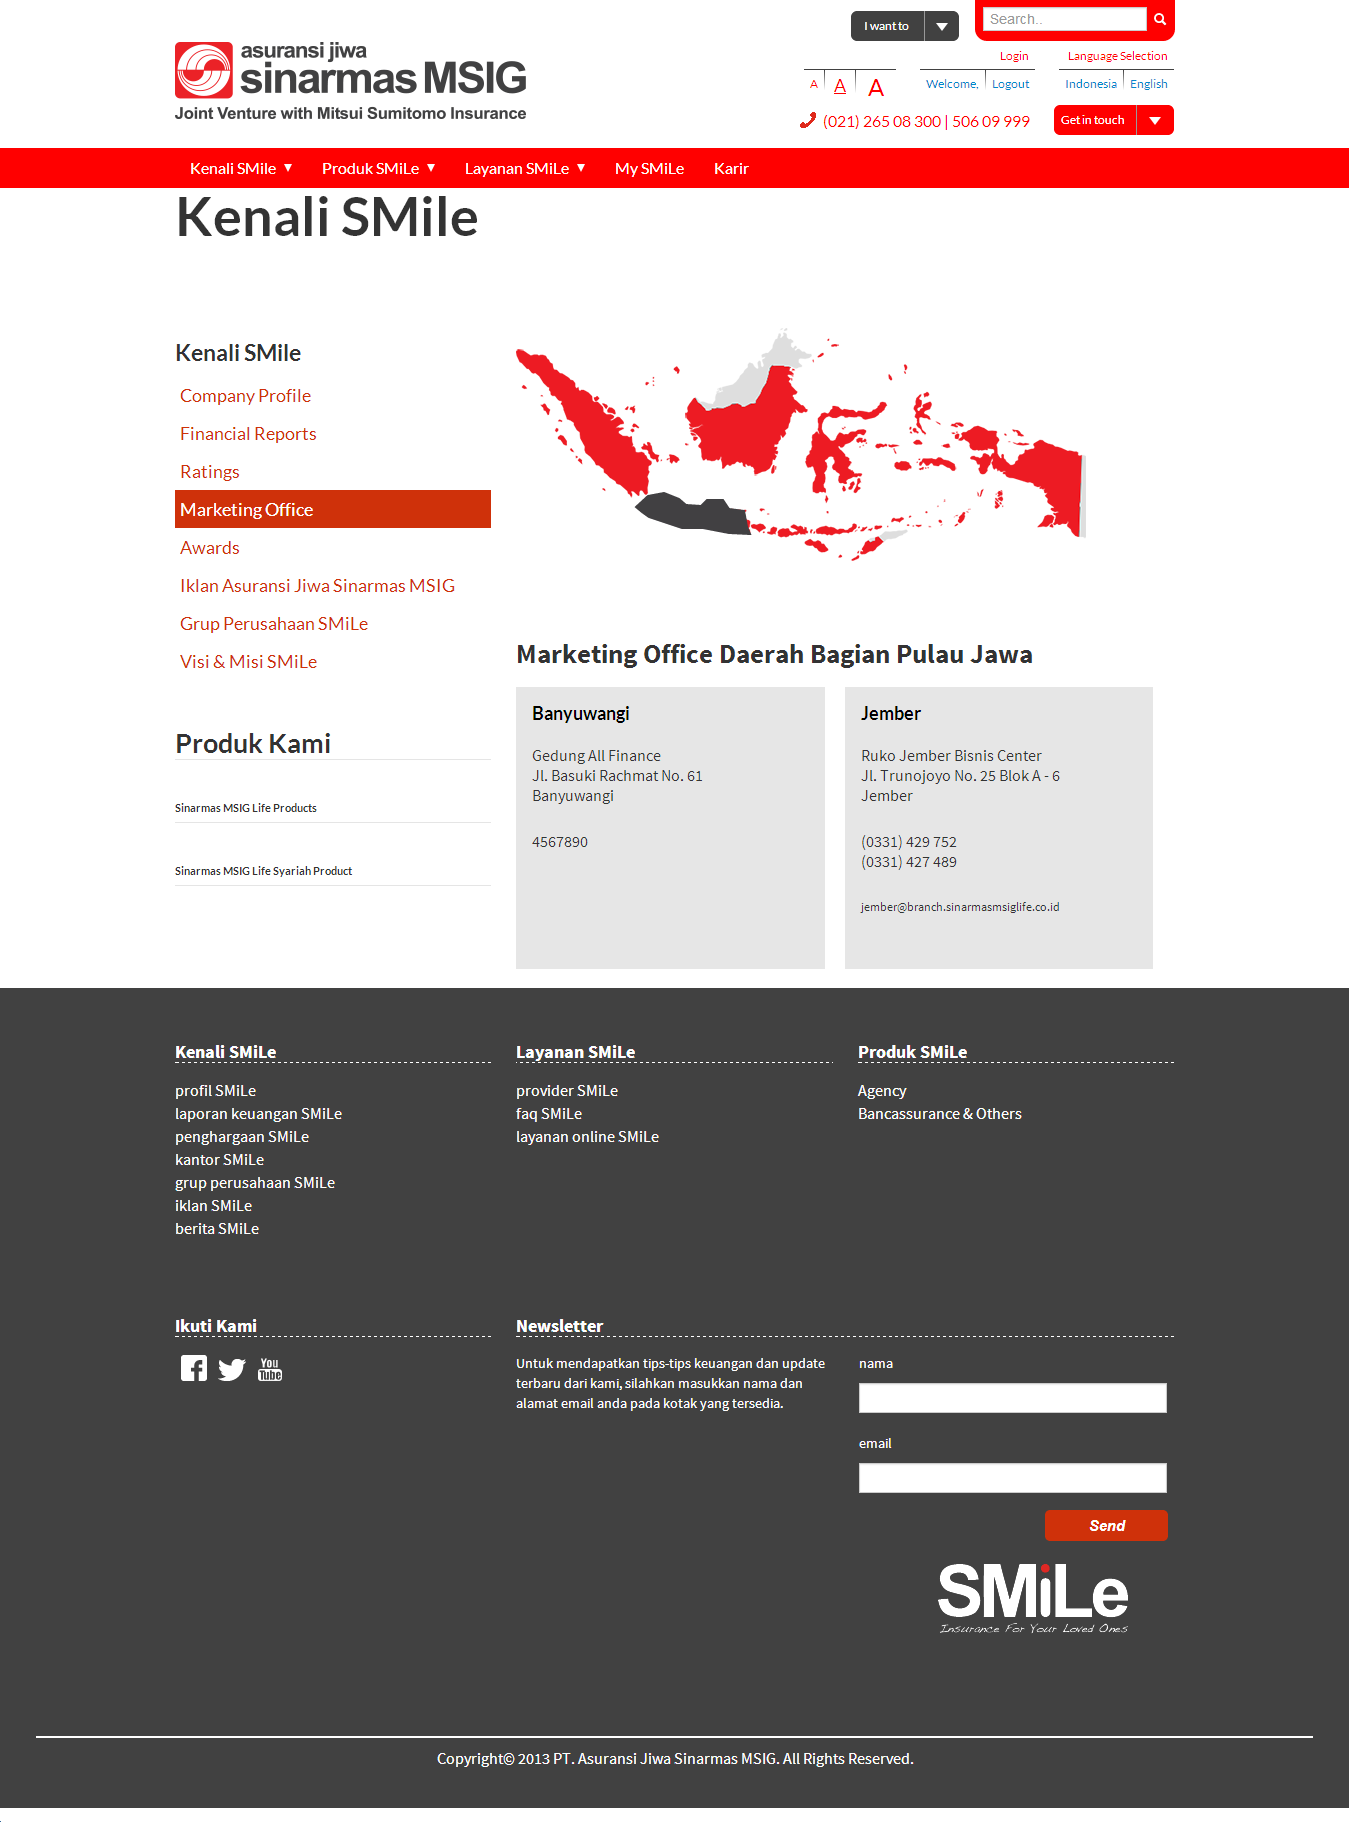 I want to
Search..
asuransi jiwa
sinarmas MSIG
Joint Venture with Mitsui Sumitomo Insurance
Login
Language Selection
A A A
Welcome, Logout
Indonesia English
(021) 265 08 300 | 506 09 999
Get in touch
Kenali SMile ▼ Produk SMiLe ▼ Layanan SMiLe ▼ My SMiLe Karir
Kenali SMile
Kenali SMile
Company Profile
Financial Reports
Ratings
Marketing Office
Awards
Iklan Asuransi Jiwa Sinarmas MSIG
Grup Perusahaan SMiLe
Visi & Misi SMiLe
Produk Kami
Sinarmas MSIG Life Products
Sinarmas MSIG Life Syariah Product
Marketing Office Daerah Bagian Pulau Jawa
Banyuwangi
Gedung All Finance
Jl. Basuki Rachmat No. 61
Banyuwangi
4567890
Jember
Ruko Jember Bisnis Center
Jl. Trunojoyo No. 25 Blok A - 6
Jember
(0331) 429 752
(0331) 427 489
jember@branch.sinarmasmsiglife.co.id
Kenali SMiLe
profil SMiLe
laporan keuangan SMiLe
penghargaan SMiLe
kantor SMiLe
grup perusahaan SMiLe
iklan SMiLe
berita SMiLe
Layanan SMiLe
provider SMiLe
faq SMiLe
layanan online SMiLe
Produk SMiLe
Agency
Bancassurance & Others
Ikuti Kami
You
Tube
Newsletter
Untuk mendapatkan tips-tips keuangan dan update
terbaru dari kami, silahkan masukkan nama dan
alamat email anda pada kotak yang tersedia.
nama
email
Send
SMiLe
Insurance For Your Loved Ones
Copyright© 2013 PT. Asuransi Jiwa Sinarmas MSIG. All Rights Reserved.